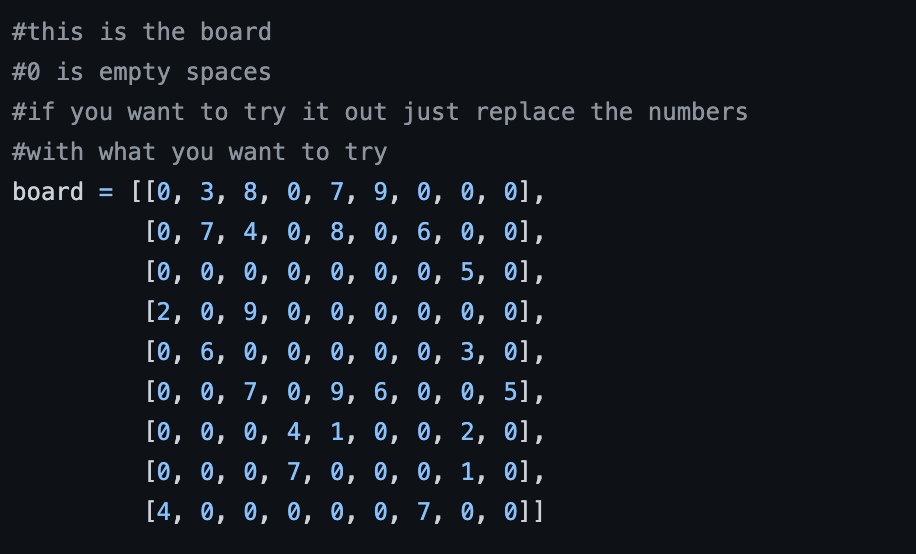 #this is the board
#0 is empty spaces
#if you want to try it out just replace the numbers
#with what you want to try
board = [[0, 3, 8, 0, 7, 9, 0, 0, 0],
[0, 7, 4, 0, 8, 0, 6, 0, 0],
[0, 0, 0, 0, 0, 0, 0, 5, 0],
[2, 0, 9, 0, 0, 0, 0, 0, 0],
[0, 6, 0, 0, 0, 0, 0, 3, 0],
[0, 0, 7, 0, 9, 6, 0, 0, 5],
[0, 0, 0, 4, 1, 0, 0, 2, 0],
[0, 0, 0, 7, 0, 0, 0, 1, 0],
[4, 0, 0, 0, 0, 0, 7, 0, 0]]